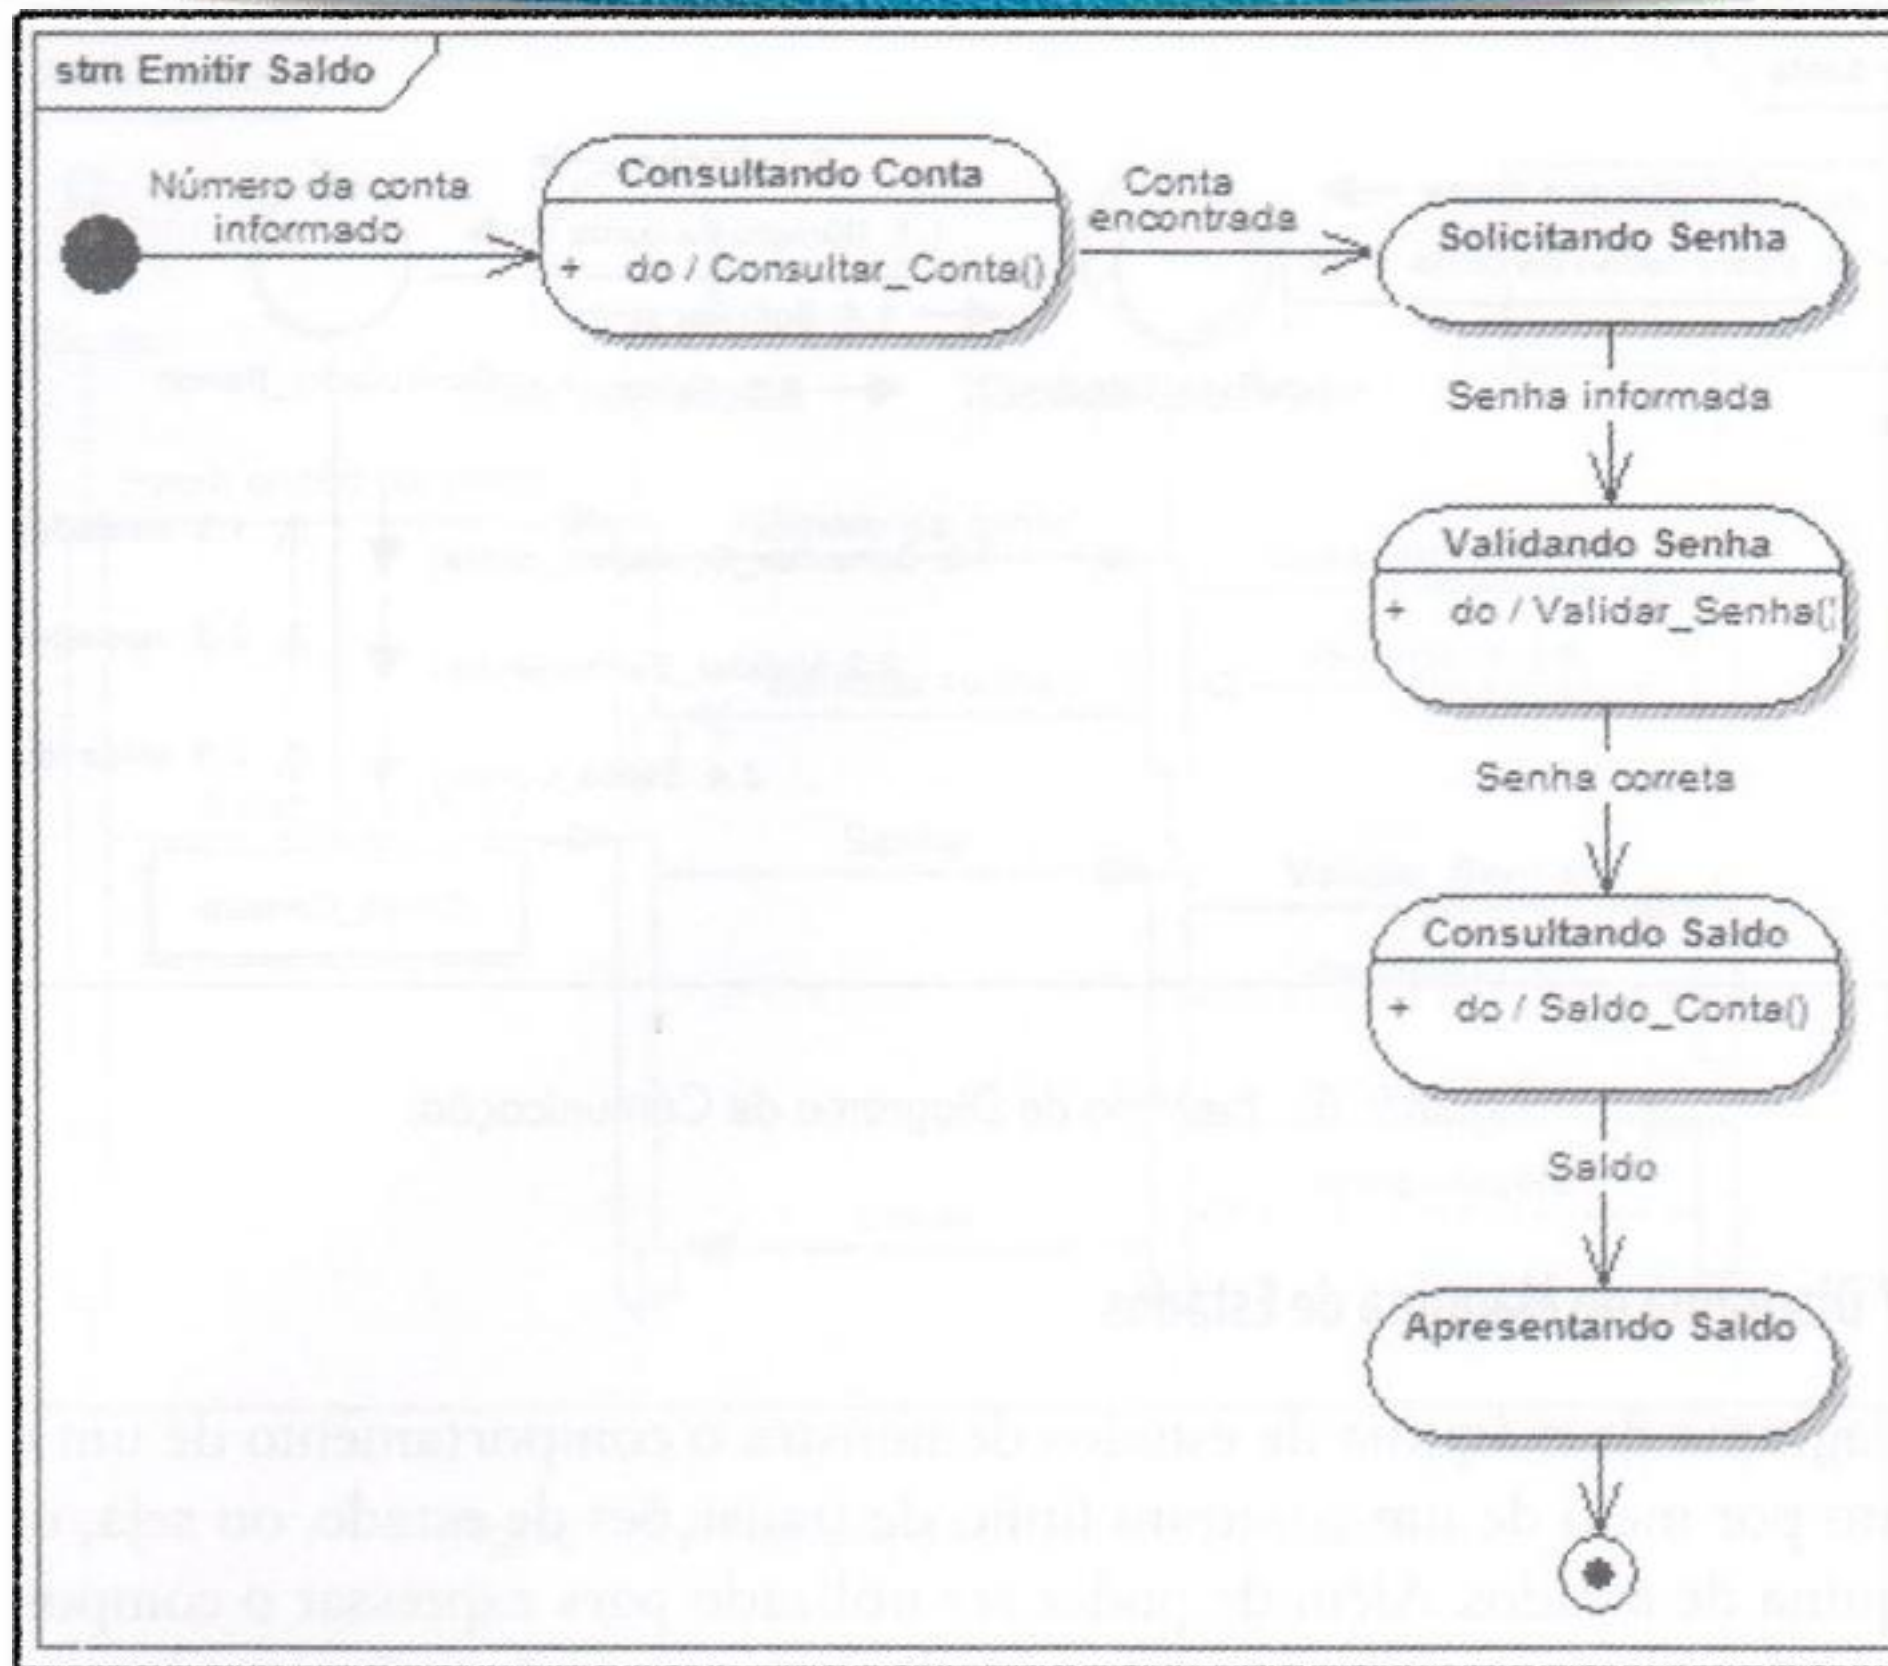 stm Emitir Saldo
Número da conta
informado
Consultando Conta
+ do / Consultar_Conta()
Conta
encontrada
Solicitando Senha
Senha informada
Validando Senha
+ do / Validar_Senha()
Senha correta
Consultando Saldo
+ do / Saldo_Conta()
Saldo
Apresentando Saldo